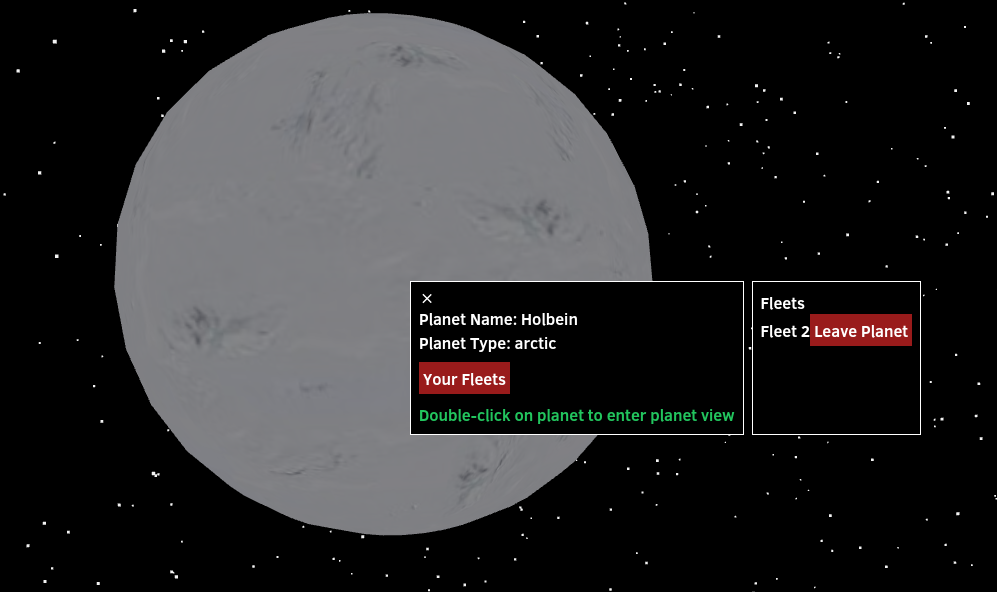 ×
Planet Name: Holbein
Planet Type: arctic
Your Fleets
Double-click on planet to enter planet view
Fleets
Fleet 2 Leave Planet